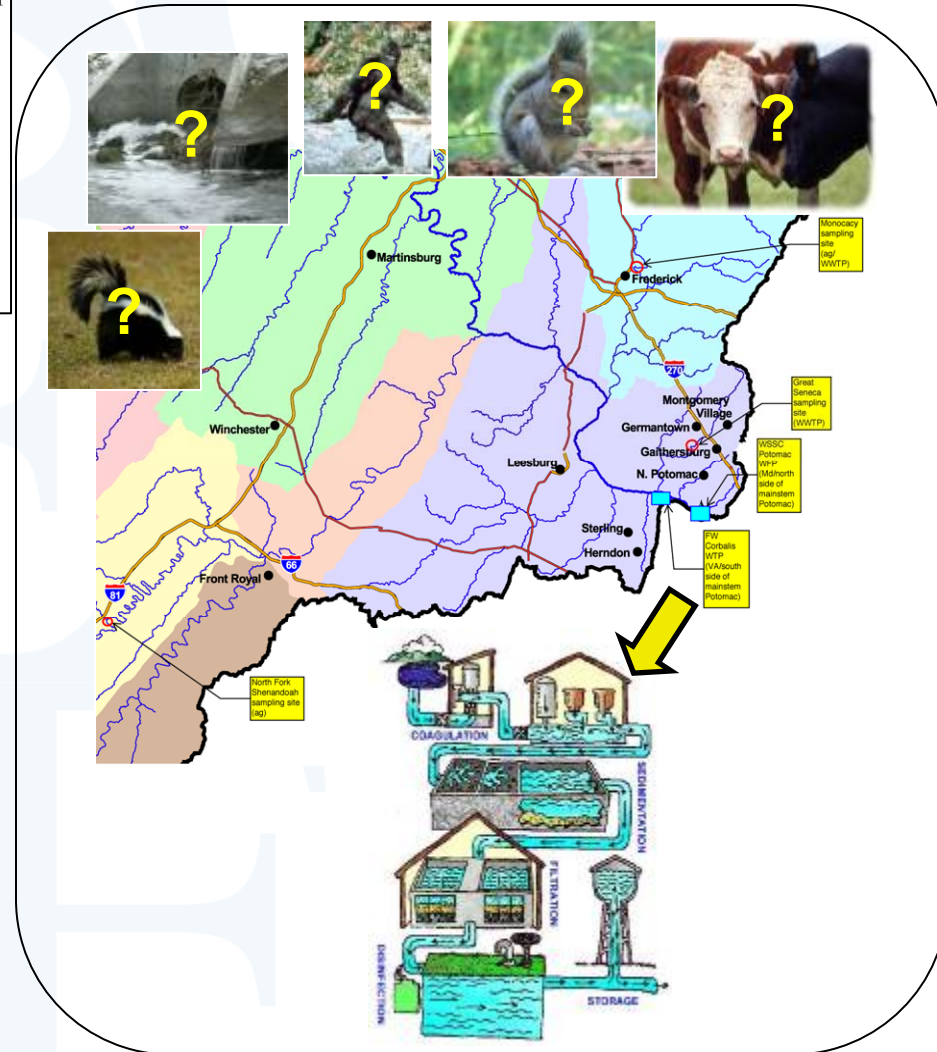 ?
?
?
?
?
Martinsburg
Frederick
Monocacy
sampling
site
(ag/
WWTP)
270
Great
Seneca
sampling
site
(WWTP)
Montgomery
Village
Winchester
Germantown
Gaithersburg
WSSC
Potomac
WFP
(Md/north
side of
mainstem
Potomac)
Leesburg
N. Potomac
Sterling
Herndon
FW
Corbalis
WTP
(VA/south
side of
mainstem
Potomac)
66
Front Royal
81
North Fork
Shenandoah
sampling site
(ag)
COAGULATION
SEDIMENTATION
FILTRATION
DISINFECTION
STORAGE